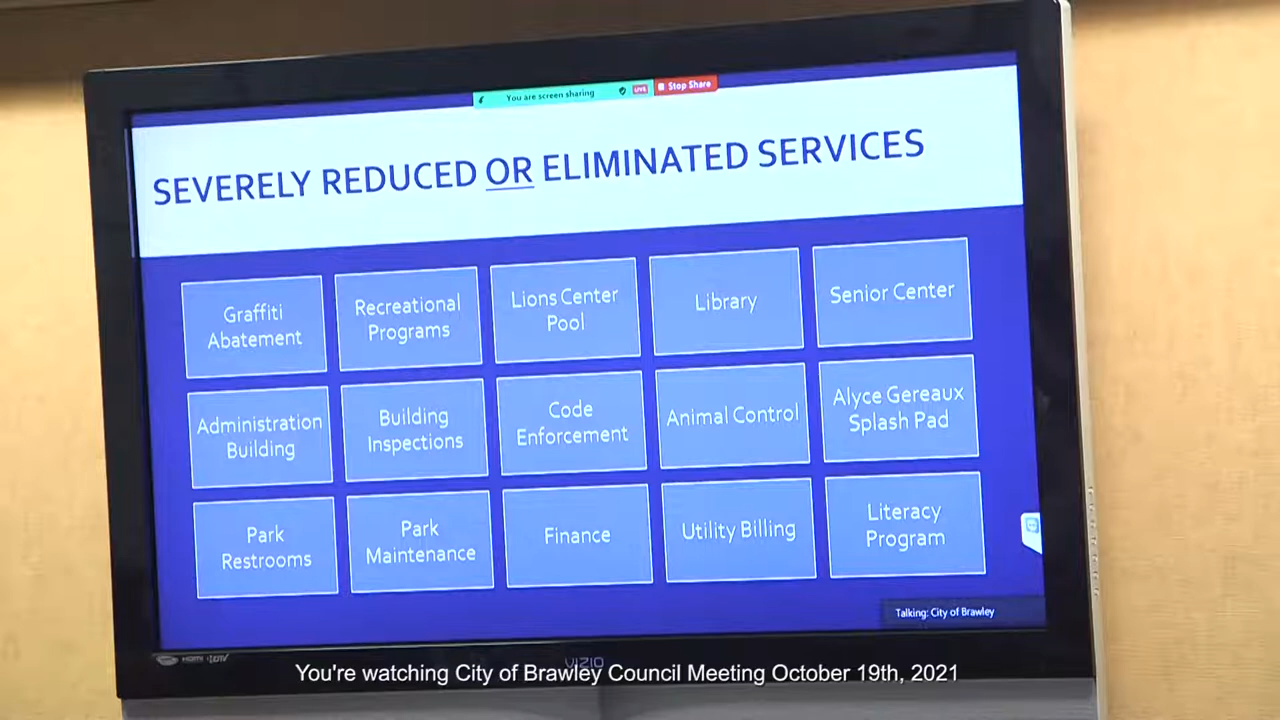 You are screen sharing
LIVE
Stop Share
SEVERELY REDUCED OR ELIMINATED SERVICES
Graffiti
Abatement
Recreational
Programs
Lions Center
Pool
Library
Senior Center
Administration
Building
Building
Inspections
Code
Enforcement
Animal Control
Alyce Gereaux
Splash Pad
Park
Restrooms
Park
Maintenance
Finance
Utility Billing
Literacy
Program
Talking: City of Brawley
HDMI
VIZIO
You're watching City of Brawley Council Meeting October 19th, 2021